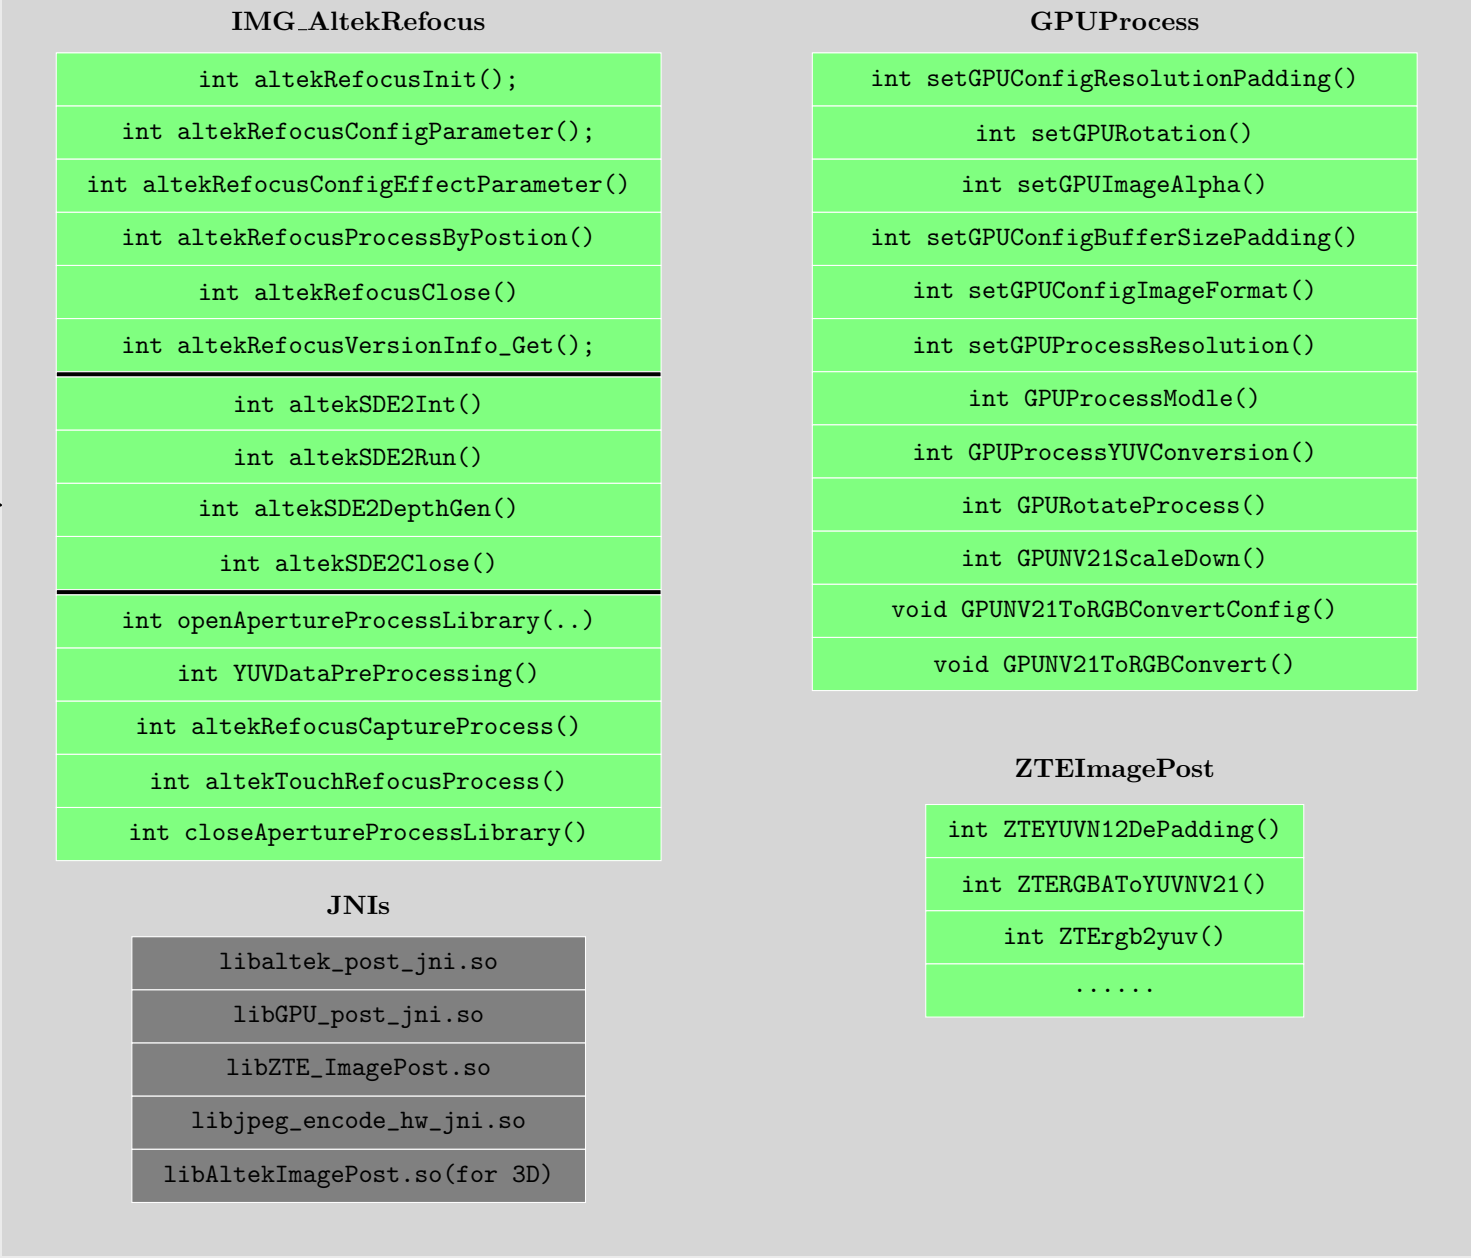 IMG_AltekRefocus
int altekRefocusInit();
int altekRefocusConfigParameter();
int altekRefocusConfigEffectParameter()
int altekRefocusProcessByPostion()
int altekRefocusClose()
int altekRefocusVersionInfo_Get();
int altekSDE2Int()
int altekSDE2Run()
int altekSDE2DepthGen()
int altekSDE2Close()
int openApertureProcessLibrary(..)
int YUVDataPreProcessing()
int altekRefocusCaptureProcess()
int altekTouchRefocusProcess()
int closeApertureProcessLibrary()
JNIs
libaltek_post_jni.so
libGPU_post_jni.so
libZTE_ImagePost.so
libjpeg_encode_hw_jni.so
libAltekImagePost.so(for 3D)
GPUProcess
int setGPUConfigResolutionPadding()
int setGPURotation()
int setGPUImageAlpha()
int setGPUConfigBufferSizePadding()
int setGPUConfigImageFormat()
int setGPUProcessResolution()
int GPUProcessModle()
int GPUProcessYUVConversion()
int GPURotateProcess()
int GPUNV21ScaleDown()
void GPUNV21ToRGBConvertConfig()
void GPUNV21ToRGBConvert()
ZTEImagePost
int ZTEYUVN12DePadding()
int ZTERGBAToYUVNV21()
int ZTErgb2yuv()
......